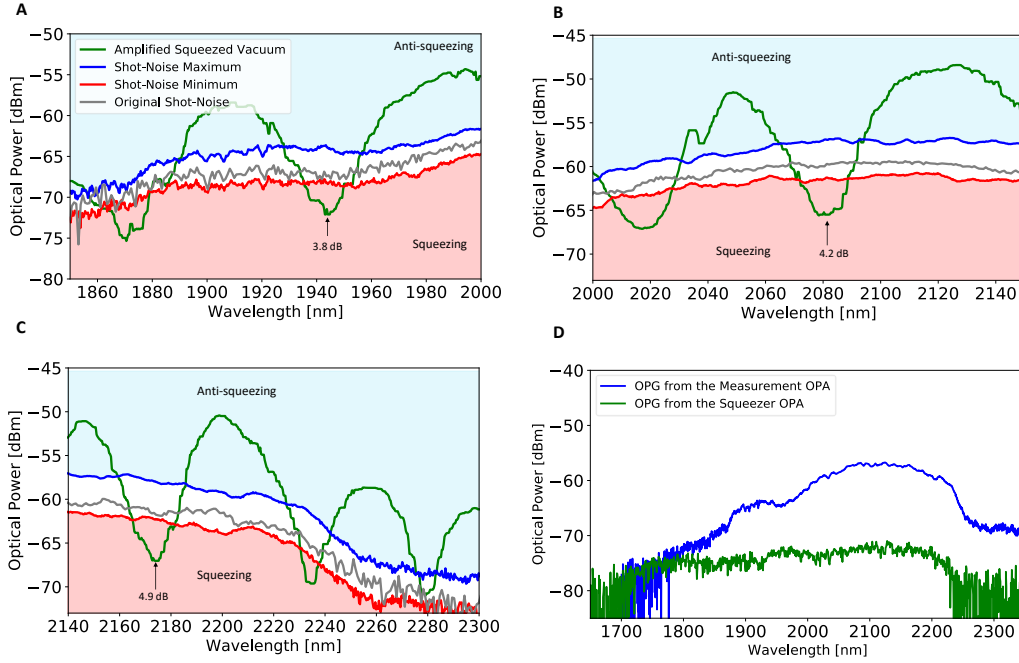 A
−50
−55
−60
−65
−70
−75
−80
Optical Power [dBm]
Amplified Squeezed Vacuum
Shot-Noise Maximum
Shot-Noise Minimum
Original Shot-Noise
Anti-squeezing
3.8 dB
Squeezing
1860 1880 1900 1920 1940 1960 1980 2000
Wavelength [nm]
B
−45
−50
−55
−60
−65
−70
Optical Power [dBm]
Anti-squeezing
Squeezing
4.2 dB
2000 2020 2040 2060 2080 2100 2120 2140
Wavelength [nm]
C
−45
−50
−55
−60
−65
−70
Optical Power [dBm]
Anti-squeezing
Squeezing
4.9 dB
2140 2160 2180 2200 2220 2240 2260 2280 2300
Wavelength [nm]
D
−40
−50
−60
−70
−80
Optical Power [dBm]
OPG from the Measurement OPA
OPG from the Squeezer OPA
1700 1800 1900 2000 2100 2200 2300
Wavelength [nm]